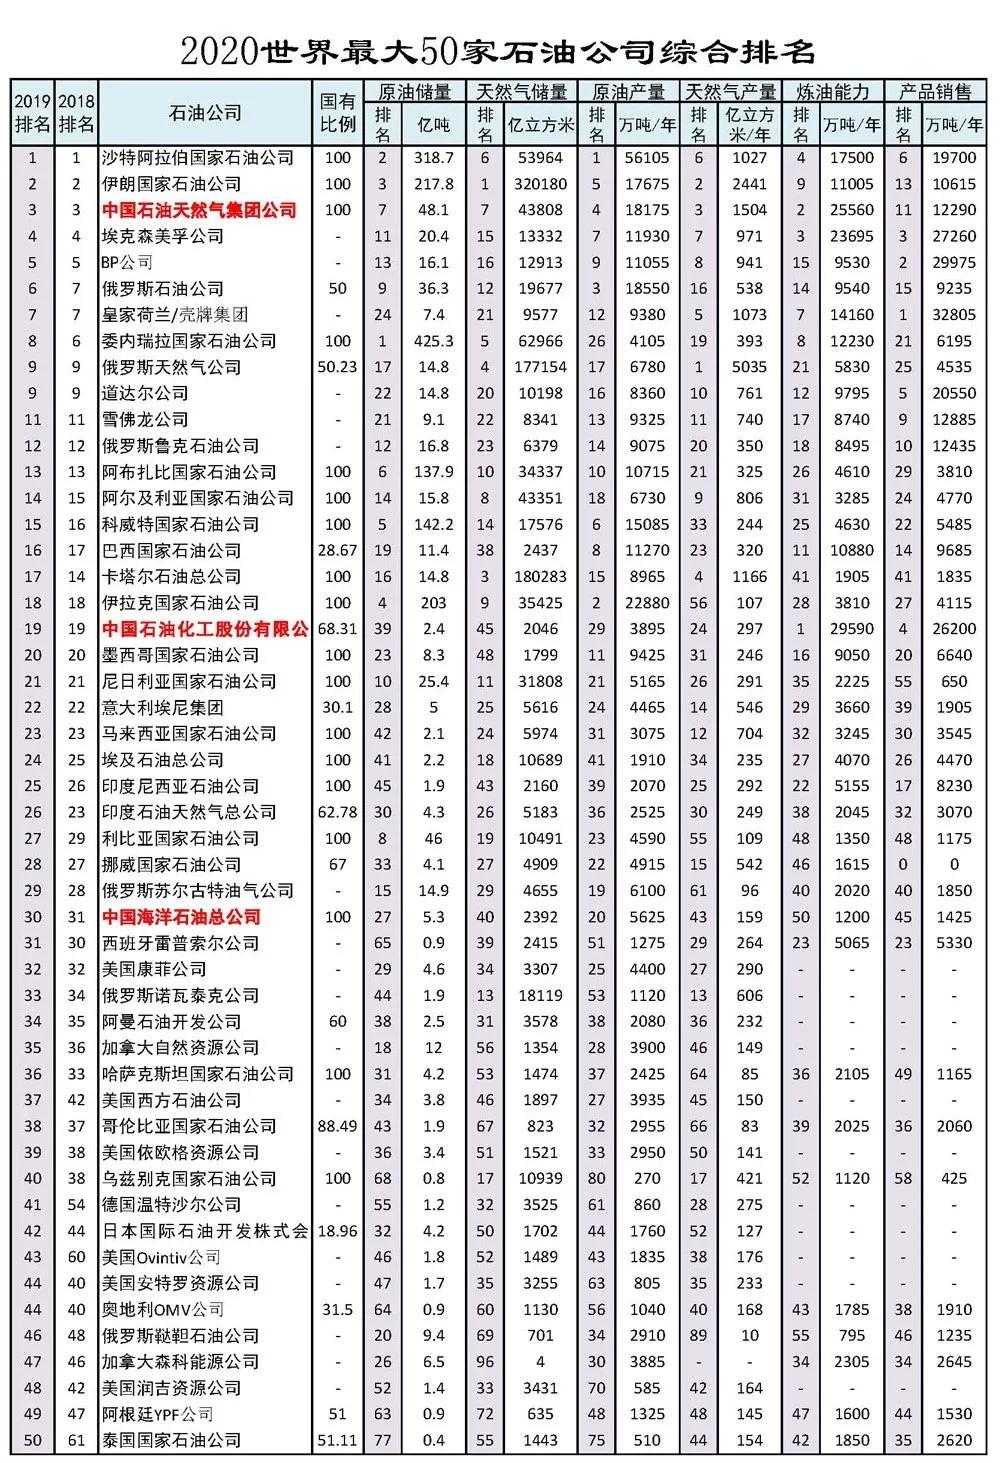 2020世界最大50家石油公司综合排名
2019排名 2018排名 石油公司 国有比例 原油储量 天然气储量 原油产量 天然气产量 炼油能力 产品销售
排名 亿吨 排名 亿立方米 排名 万吨/年 排名 亿立方米/年 排名 万吨/年 排名 万吨/年
1 1 沙特阿拉伯国家石油公司 100 2 318.7 6 53964 1 56105 6 1027 4 17500 6 19700
2 2 伊朗国家石油公司 100 3 217.8 1 320180 5 17675 2 2441 9 11005 13 10615
3 3 中国石油天然气集团公司 100 7 48.1 7 43808 4 18175 3 1504 2 25560 11 12290
4 4 埃克森美孚公司 - 11 20.4 15 13332 7 11930 7 971 3 23695 3 27260
5 5 BP公司 - 13 16.1 16 12913 9 11055 8 941 15 9530 2 29975
6 7 俄罗斯石油公司 50 9 36.3 12 19677 3 18550 16 538 14 9540 15 9235
7 7 皇家荷兰/壳牌集团 - 24 7.4 21 9577 12 9380 5 1073 7 14160 1 32805
8 6 委内瑞拉国家石油公司 100 1 425.3 5 62966 26 4105 19 393 8 12230 21 6195
9 9 俄罗斯天然气公司 50.23 17 14.8 4 177154 17 6780 1 5035 21 5830 25 4535
9 9 道达尔公司 - 22 14.8 20 10198 16 8360 10 761 12 9795 5 20550
11 11 雪佛龙公司 - 21 9.1 22 8341 13 9325 11 740 17 8740 9 12885
12 12 俄罗斯鲁克石油公司 - 12 16.8 23 6379 14 9075 20 350 18 8495 10 12435
13 13 阿布扎比国家石油公司 100 6 137.9 10 34337 10 10715 21 325 26 4610 29 3810
14 15 阿尔及利亚国家石油公司 100 14 15.8 8 43351 18 6730 9 806 31 3285 24 4770
15 16 科威特国家石油公司 100 5 142.2 14 17576 6 15085 33 244 25 4630 22 5485
16 17 巴西国家石油公司 28.67 19 11.4 38 2437 8 11270 23 320 11 10880 14 9685
17 14 卡塔尔石油总公司 100 16 14.8 3 180283 15 8965 4 1166 41 1905 41 1835
18 18 伊拉克国家石油公司 100 4 203 9 35425 2 22880 56 107 28 3810 27 4115
19 19 中国石油化工股份有限公 68.31 39 2.4 45 2046 29 3895 24 297 1 29590 4 26200
20 20 墨西哥国家石油公司 100 23 8.3 48 1799 11 9425 31 246 16 9050 20 6640
21 21 尼日利亚国家石油公司 100 10 25.4 11 31808 21 5165 26 291 35 2225 55 650
22 22 意大利埃尼集团 30.1 28 5 25 5616 24 4465 14 546 29 3660 39 1905
23 23 马来西亚国家石油公司 100 42 2.1 24 5974 31 3075 12 704 32 3245 30 3545
24 25 埃及石油总公司 100 41 2.2 18 10689 41 1910 34 235 27 4070 26 4470
25 26 印度尼西亚石油公司 100 45 1.9 43 2160 39 2070 25 292 22 5155 17 8230
26 23 印度石油天然气总公司 62.78 30 4.3 26 5183 36 2525 30 249 38 2045 32 3070
27 29 利比亚国家石油公司 100 8 46 19 10491 23 4590 55 109 48 1350 48 1175
28 27 挪威国家石油公司 67 33 4.1 27 4909 22 4915 15 542 46 1615 0 0
29 28 俄罗斯苏尔古特油气公司 - 15 14.9 29 4655 19 6100 61 96 40 2020 40 1850
30 31 中国海洋石油总公司 100 27 5.3 40 2392 20 5625 43 159 50 1200 45 1425
31 30 西班牙雷普索尔公司 - 65 0.9 39 2415 51 1275 29 264 23 5065 23 5330
32 32 美国康菲公司 - 29 4.6 34 3307 25 4400 27 290 - - - -
33 34 俄罗斯诺瓦泰克公司 - 44 1.9 13 18119 53 1120 13 606 - - - -
34 35 阿曼石油开发公司 60 38 2.5 31 3578 38 2080 36 232 - - - -
35 36 加拿大自然资源公司 - 18 12 56 1354 28 3900 46 149 - - - -
36 33 哈萨克斯坦国家石油公司 100 31 4.2 53 1474 37 2425 64 85 36 2105 49 1165
37 42 美国西方石油公司 - 34 3.8 46 1897 27 3935 45 150 - - - -
38 37 哥伦比亚国家石油公司 88.49 43 1.9 67 823 32 2955 66 83 39 2025 36 2060
39 38 美国依欧格资源公司 - 36 3.4 51 1521 33 2950 50 141 - - - -
40 38 乌兹别克国家石油公司 100 68 0.8 17 10939 80 270 17 421 52 1120 58 425
41 54 德国温特沙尔公司 - 55 1.2 32 3525 61 860 28 275 - - - -
42 44 日本国际石油开发株式会 18.96 32 4.2 50 1702 44 1760 52 127 - - - -
43 60 美国Ovintiv公司 - 46 1.8 52 1489 43 1835 38 176 - - - -
44 40 美国安特罗资源公司 - 47 1.7 35 3255 63 805 35 233 - - - -
44 40 奥地利OMV公司 31.5 64 0.9 60 1130 56 1040 40 168 43 1785 38 1910
46 48 俄罗斯鞑靼石油公司 - 20 9.4 69 701 34 2910 89 10 55 795 46 1235
47 46 加拿大森科能源公司 - 26 6.5 96 4 30 3885 - - 34 2305 34 2645
48 42 美国润吉资源公司 - 52 1.4 33 3431 70 585 42 164 - - - -
49 47 阿根廷YPF公司 51 63 0.9 72 635 48 1325 48 145 47 1600 44 1530
50 61 泰国国家石油公司 51.11 77 0.4 55 1443 75 510 44 154 42 1850 35 2620